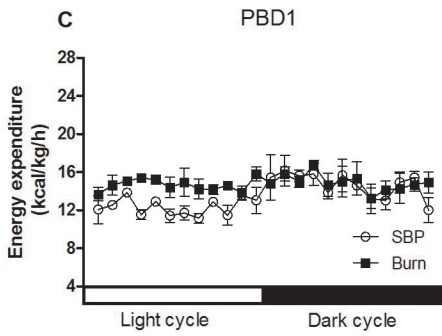 C
PBD1
Energy expenditure
(kcal/kg/h)
28
24
20
16
12
8
4
SBP
Burn
Light cycle
Dark cycle